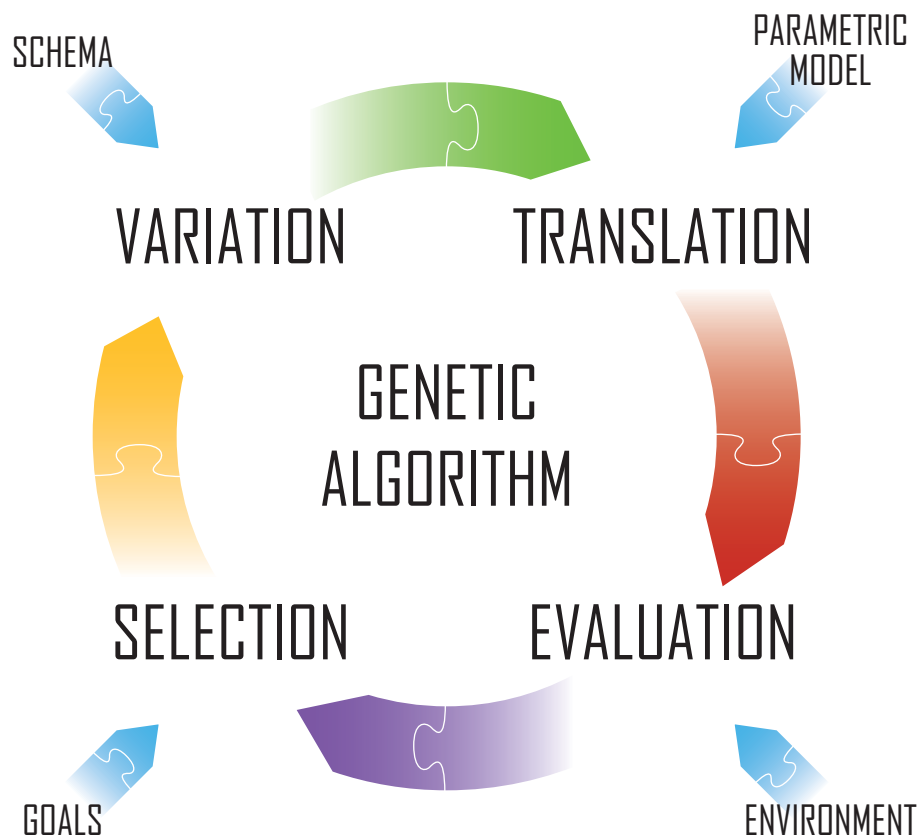 SCHEMA
PARAMETRIC
MODEL
VARIATION
TRANSLATION
GENETIC
ALGORITHM
SELECTION
EVALUATION
GOALS
ENVIRONMENT